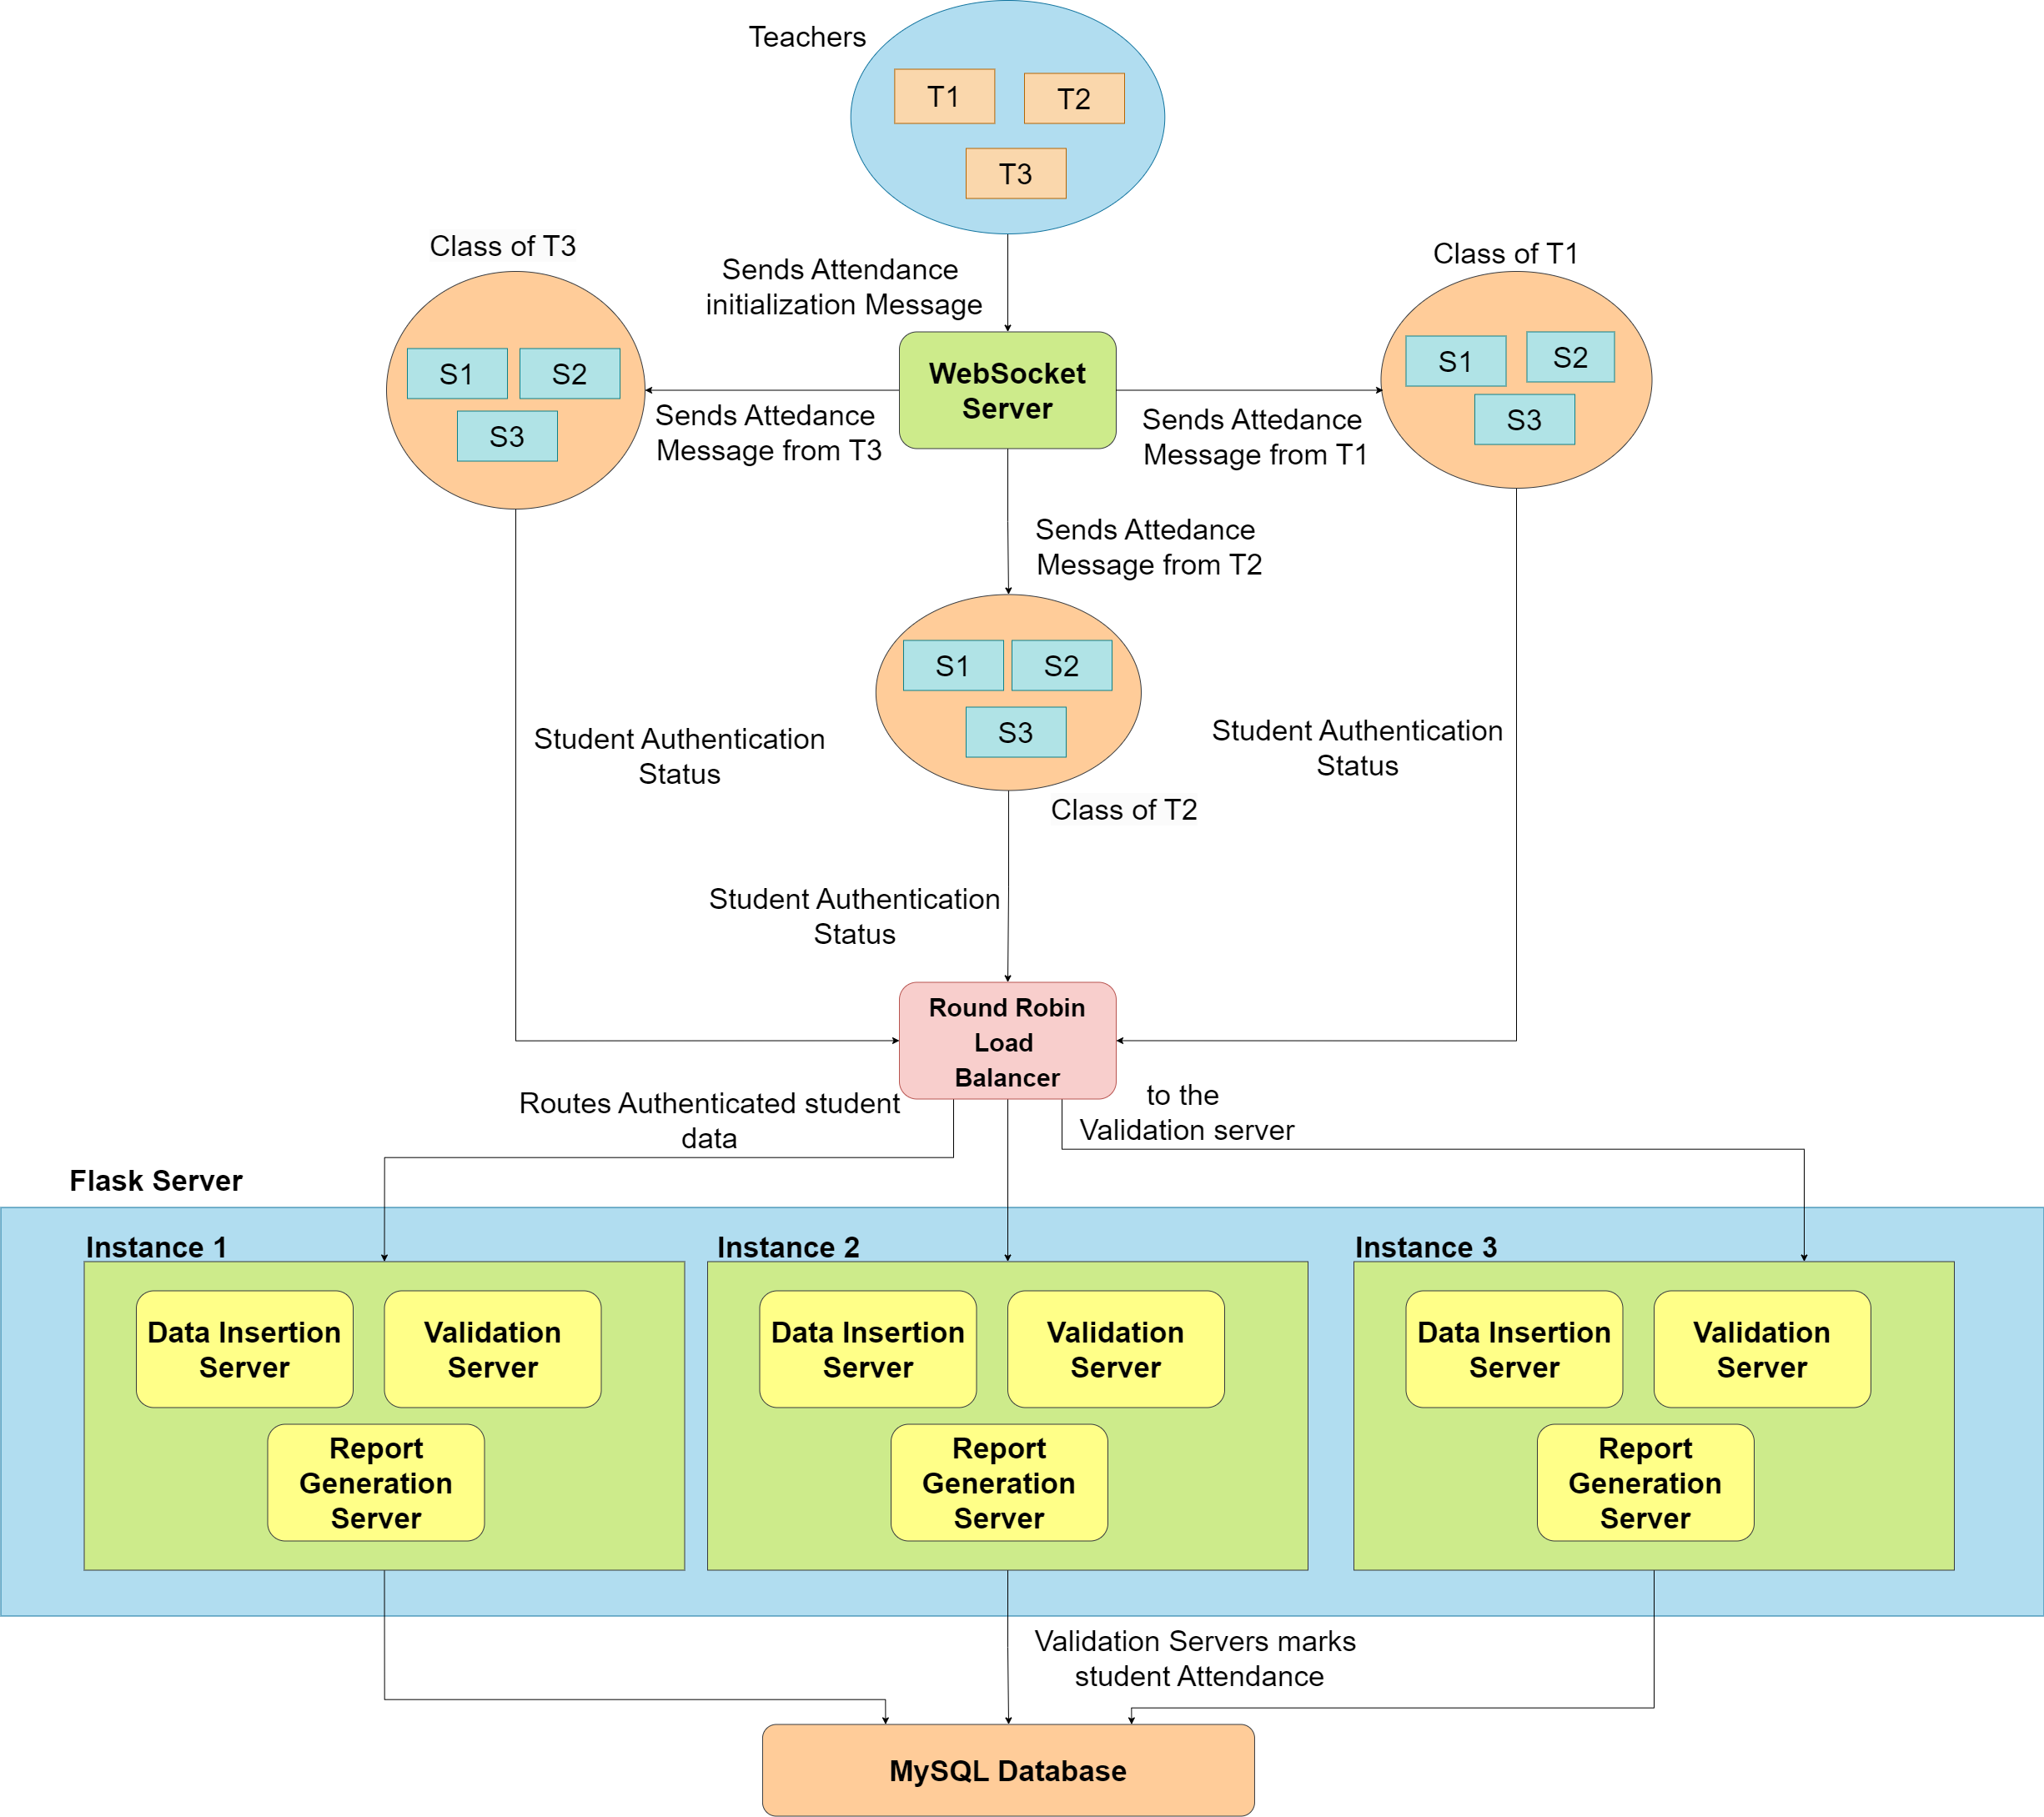 Teachers
T1
T2
T3
Class of T3
Class of T1
Sends Attendance
initialization Message
S1
S2
S3
WebSocket
Server
S1
S2
S3
Sends Attedance
Message from T3
Sends Attedance
Message from T1
Sends Attedance
Message from T2
S1
S2
S3
Class of T2
Student Authentication
Status
Student Authentication
Status
Student Authentication
Status
Round Robin
Load
Balancer
Routes Authenticated student
data
to the
Validation server
Flask Server
Instance 1
Instance 2
Instance 3
Data Insertion
Server
Validation
Server
Report
Generation
Server
Data Insertion
Server
Validation
Server
Report
Generation
Server
Data Insertion
Server
Validation
Server
Report
Generation
Server
Validation Servers marks
student Attendance
MySQL Database